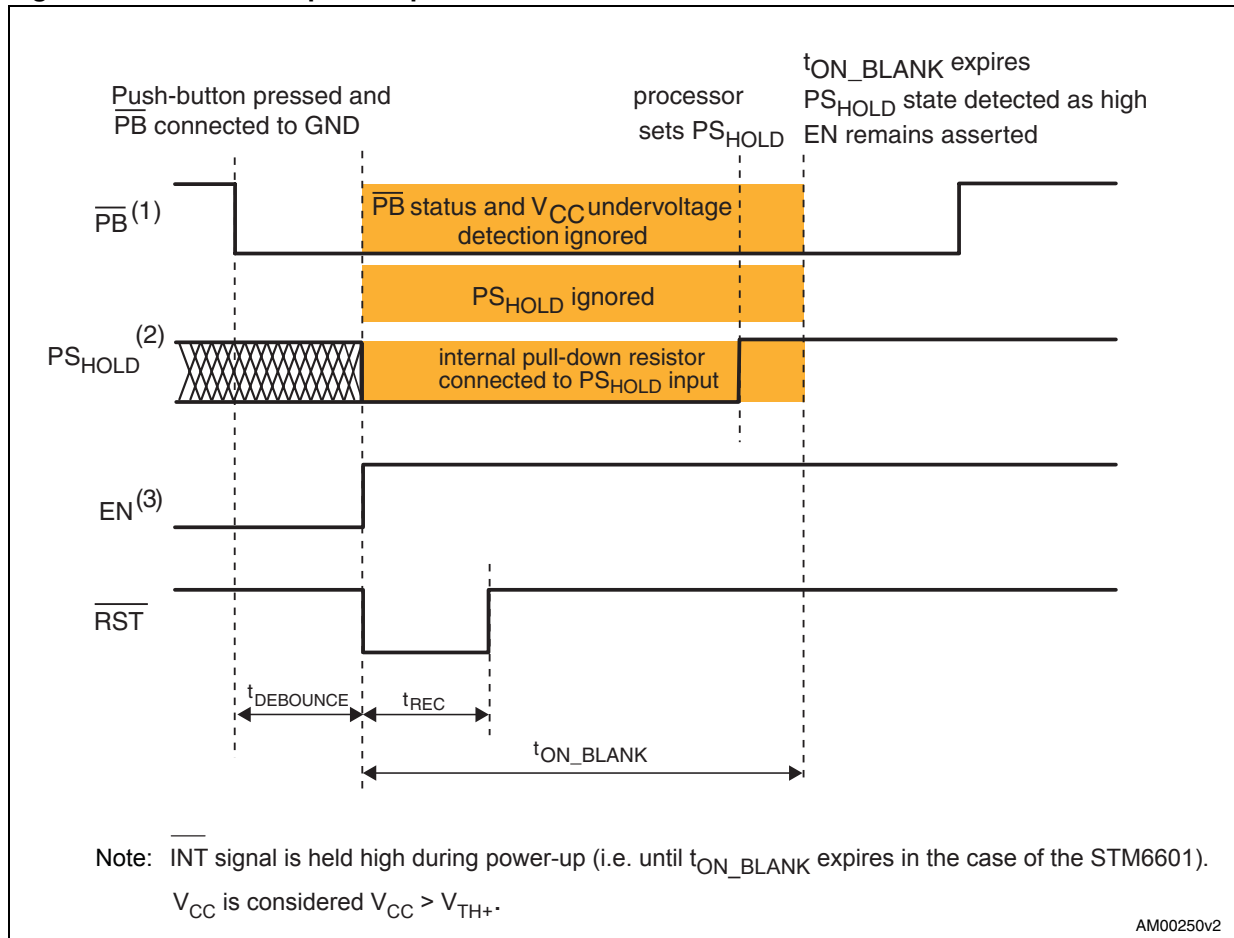 Push-button pressed and
PB connected to GND
processor
sets PSHOLD
tON_BLANK expires
PSHOLD state detected as high
EN remains asserted
PB(1)
PB status and VCC undervoltage
detection ignored
PSHOLD ignored
PSHOLD(2)
internal pull-down resistor
connected to PSHOLD input
EN(3)
RST
tDEBOUNCE
tREC
tON_BLANK
Note: INT signal is held high during power-up (i.e. until tON_BLANK expires in the case of the STM6601).
VCC is considered VCC > VTH+.
AM00250v2